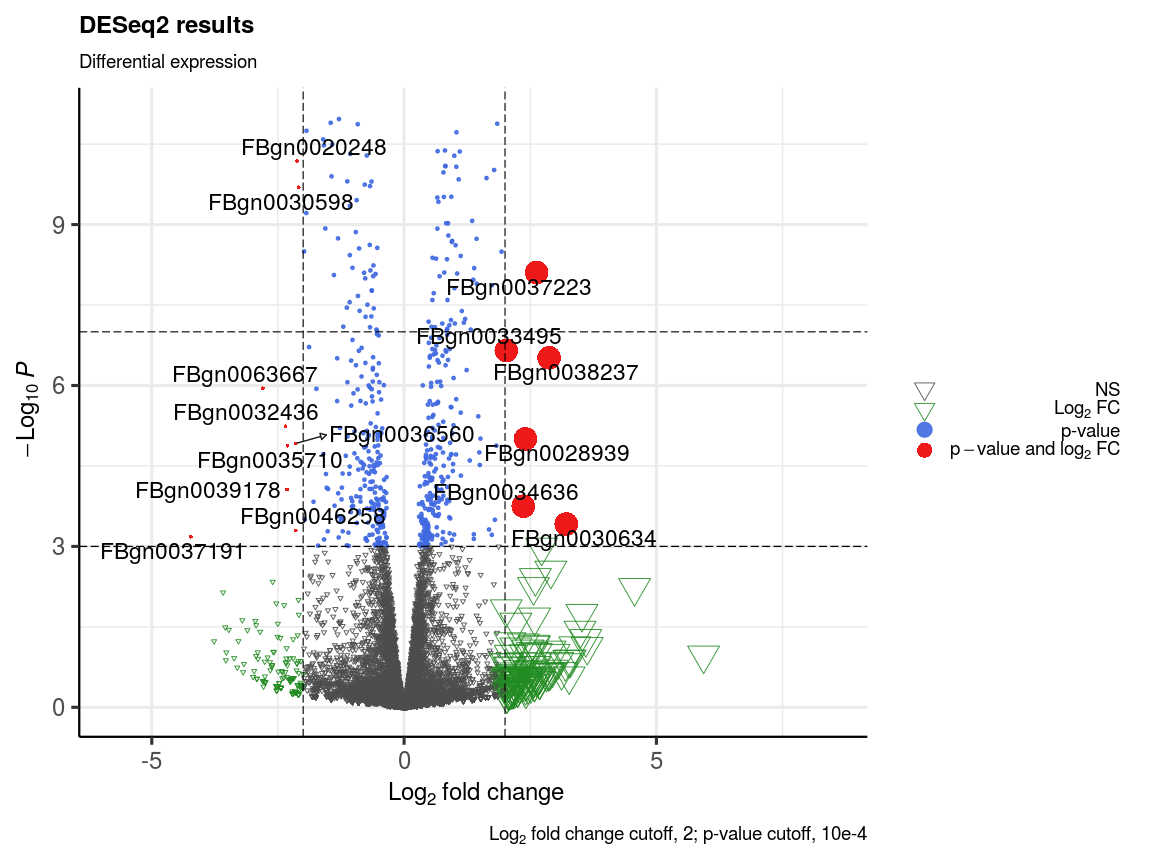 DESeq2 results
Differential expression
FBgn0020248
FBgn0030598
9
FBgn0037223
FBgn0033495
FBgn0063667
FBgn0038237
6
NS
Log₂ FC
p-value
p − value and log₂ FC
−Log₁₀ P
FBgn0032436
FBgn0036560
FBgn0028939
FBgn0035710
FBgn0039178
FBgn0034636
FBgn0046258
FBgn0030634
3
FBgn0037191
0
-5 0 5
Log₂ fold change
Log₂ fold change cutoff, 2; p-value cutoff, 10e-4